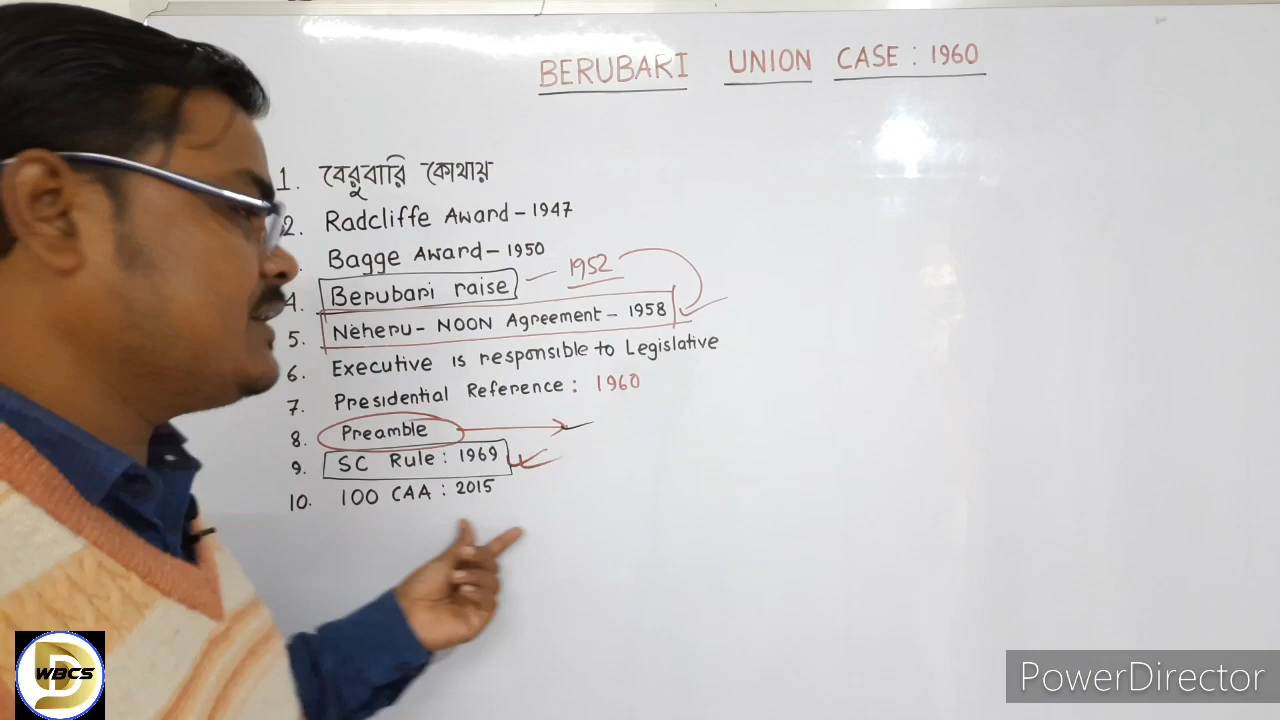 BERUBARI UNION CASE : 1960
1. বেরুবারি কোথায়
2. Radcliffe Award - 1947
. Bagge Award - 1950
4. Berubari raise - 1952
5. Neheru - NOON Agreement - 1958
6. Executive is responsible to Legislative
7. Presidential Reference : 1960
8. Preamble
9. SC Rule : 1969
10. 100 CAA : 2015
D
WBCS
PowerDirector